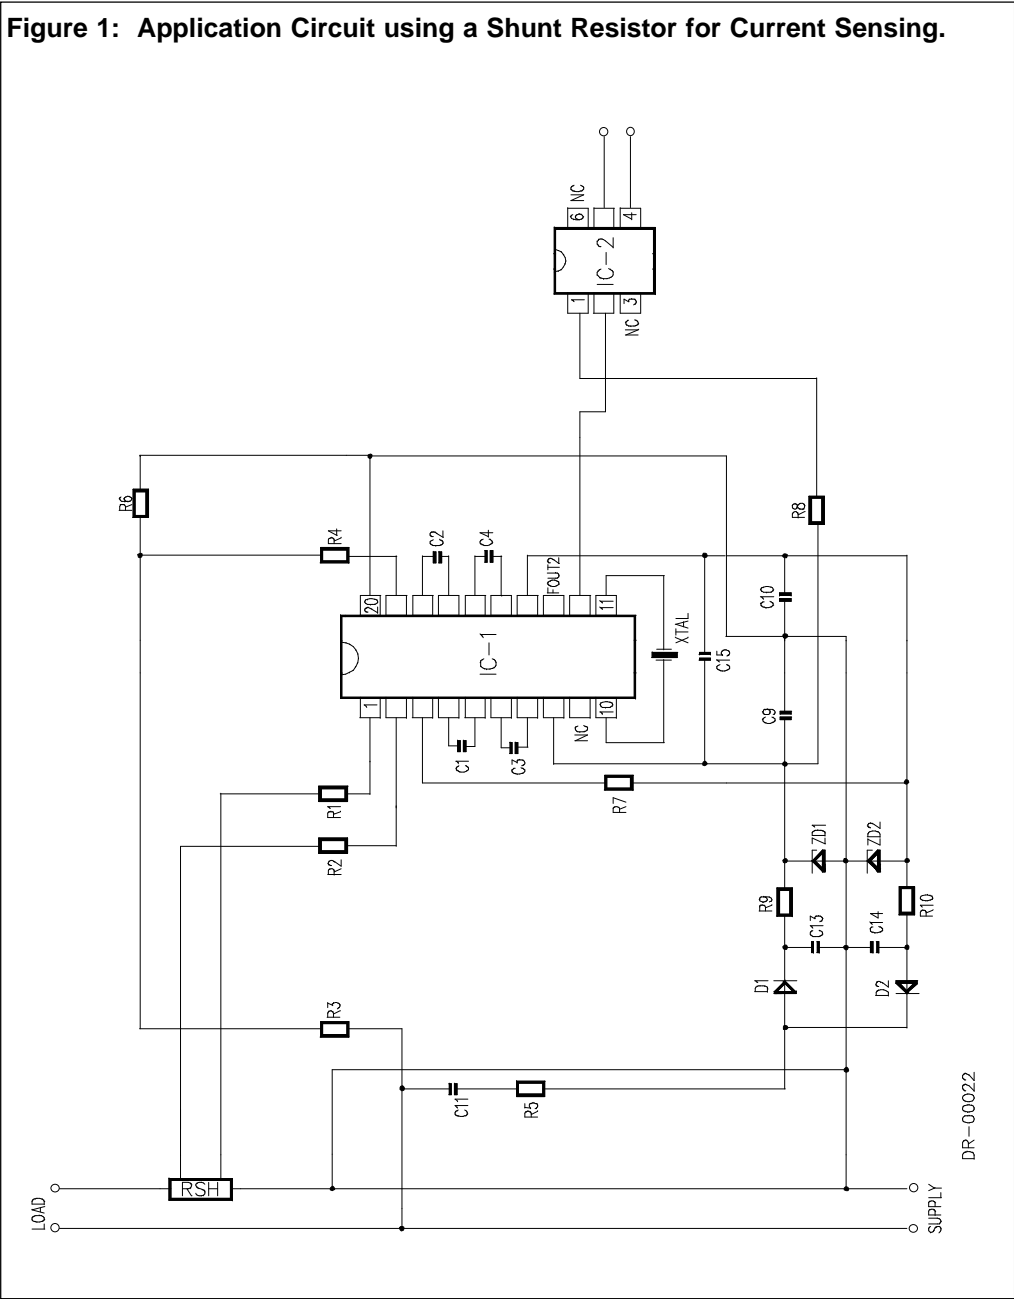 Figure 1: Application Circuit using a Shunt Resistor for Current Sensing.
NC
6
4
IC-2
1
3
NC
R6
R4
C2
C4
R8
FOUT2
C10
20
11
IC-1
XTAL
C15
1
10
NC
C9
C1
C3
R7
R1
R2
ZD1
ZD2
R9
R10
C13
C14
D1
D2
R3
C11
R5
DR-00022
RSH
LOAD
SUPPLY